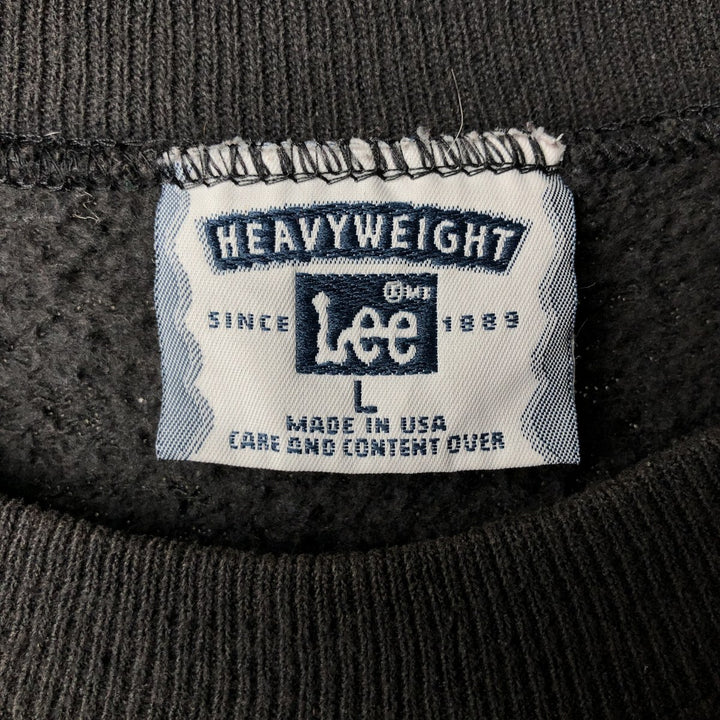 HEAVYWEIGHT
SINCE Lee 1889
L
MADE IN USA
CARE AND CONTENT OVER